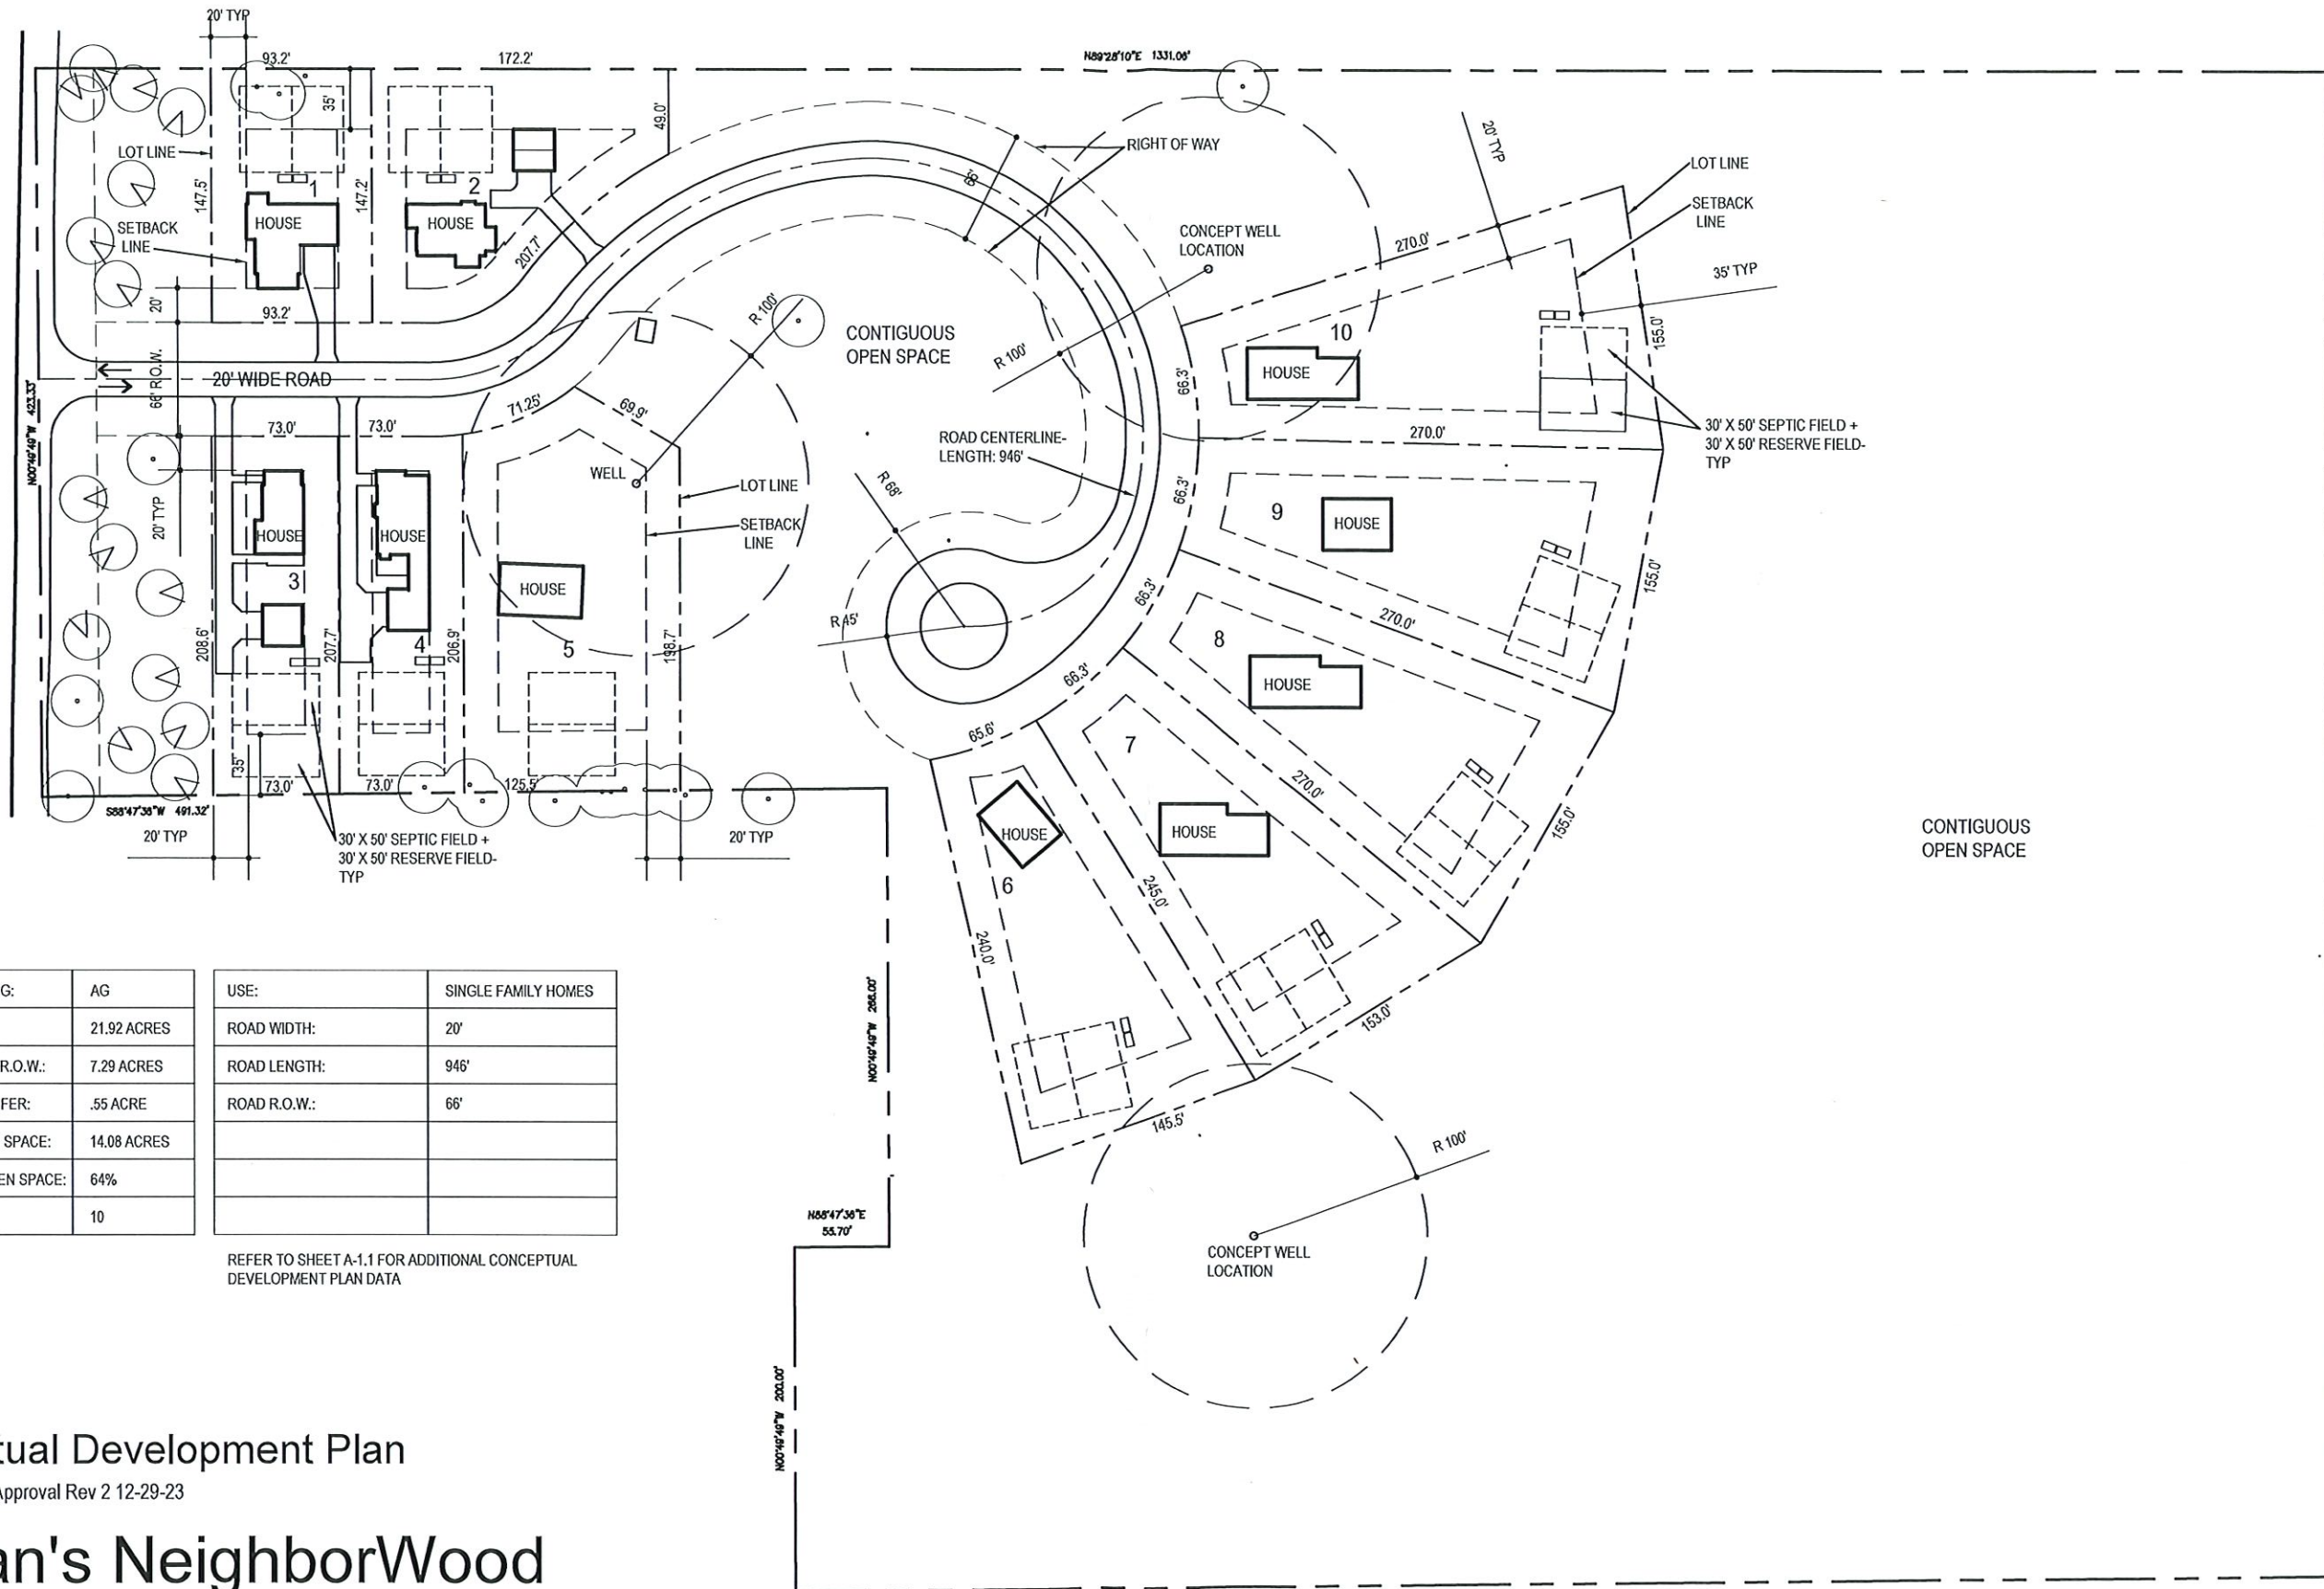 20' TYP
93.2'
172.2'
N89°28'10"E 1331.06'
35'
49.0'
LOT LINE
147.5'
147.2'
1
2
HOUSE
HOUSE
SETBACK
LINE
207.7'
20'
93.2'
66' R.O.W.
20' WIDE ROAD
N00°49'49"W 423.33'
71.25'
69.9'
73.0'
73.0'
WELL
R 100'
CONTIGUOUS
OPEN SPACE
66'
RIGHT OF WAY
CONCEPT WELL
LOCATION
R 100'
20' TYP
LOT LINE
SETBACK
LINE
270.0'
35' TYP
10
HOUSE
155.0'
66.3'
ROAD CENTERLINE-
LENGTH: 946'
270.0'
30' X 50' SEPTIC FIELD +
30' X 50' RESERVE FIELD-
TYP
LOT LINE
SETBACK
LINE
R 68'
66.3'
9
HOUSE
20' TYP
HOUSE
HOUSE
3
4
HOUSE
5
208.6'
207.7'
206.9'
198.7'
R 45'
66.3'
155.0'
270.0'
8
HOUSE
66.3'
65.6'
7
270.0'
HOUSE
155.0'
HOUSE
6
245.0'
240.0'
153.0'
145.5'
35'
73.0'
73.0'
125.5'
S88°47'38"W 491.32'
20' TYP
30' X 50' SEPTIC FIELD +
30' X 50' RESERVE FIELD-
TYP
20' TYP
CONTIGUOUS
OPEN SPACE
N00°49'49"W 266.00'
R 100'
CONCEPT WELL
LOCATION
N88°47'38"E
55.70'
N00°49'49"W 200.00'
G: AG
21.92 ACRES
R.O.W.: 7.29 ACRES
FER: .55 ACRE
SPACE: 14.08 ACRES
EN SPACE: 64%
10
USE: SINGLE FAMILY HOMES
ROAD WIDTH: 20'
ROAD LENGTH: 946'
ROAD R.O.W.: 66'
REFER TO SHEET A-1.1 FOR ADDITIONAL CONCEPTUAL
DEVELOPMENT PLAN DATA
tual Development Plan
Approval Rev 2 12-29-23
an's NeighborWood